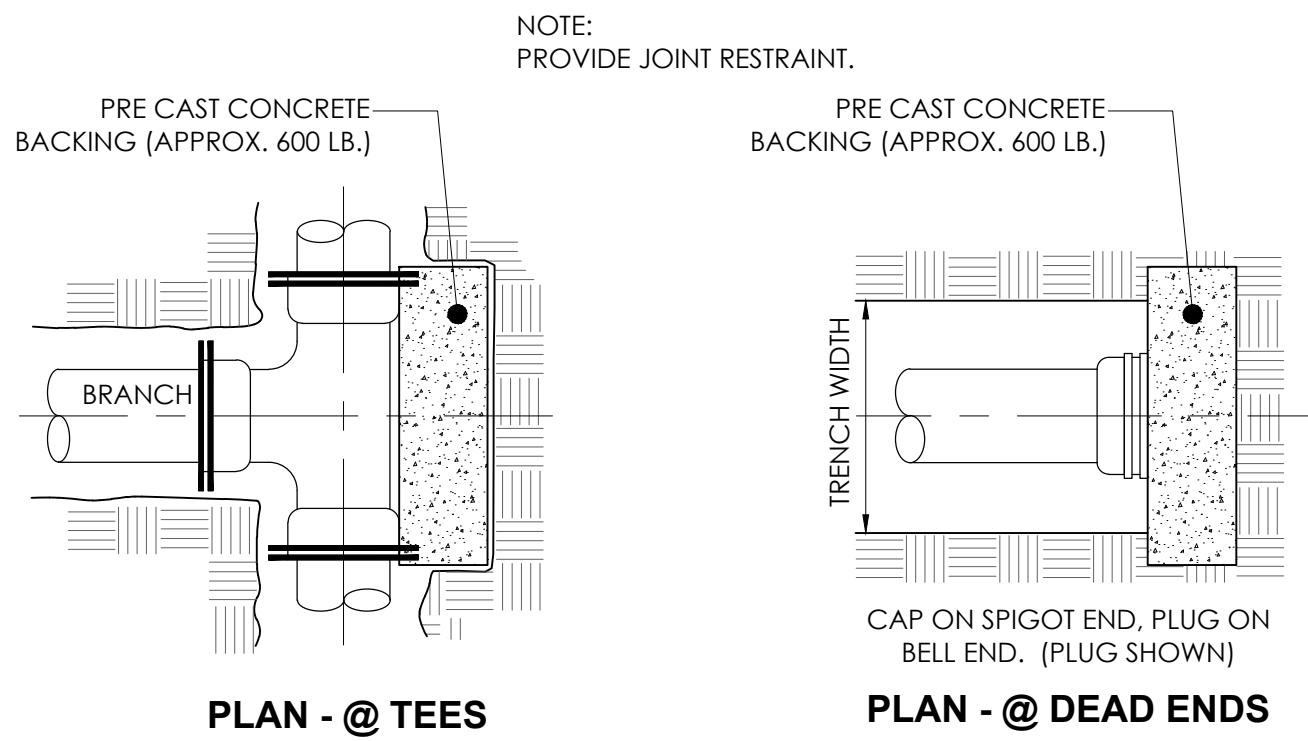 NOTE:
PROVIDE JOINT RESTRAINT.
PRE CAST CONCRETE
BACKING (APPROX. 600 LB.)
BRANCH
PLAN - @ TEES
PRE CAST CONCRETE
BACKING (APPROX. 600 LB.)
TRENCH WIDTH
CAP ON SPIGOT END, PLUG ON
BELL END. (PLUG SHOWN)
PLAN - @ DEAD ENDS